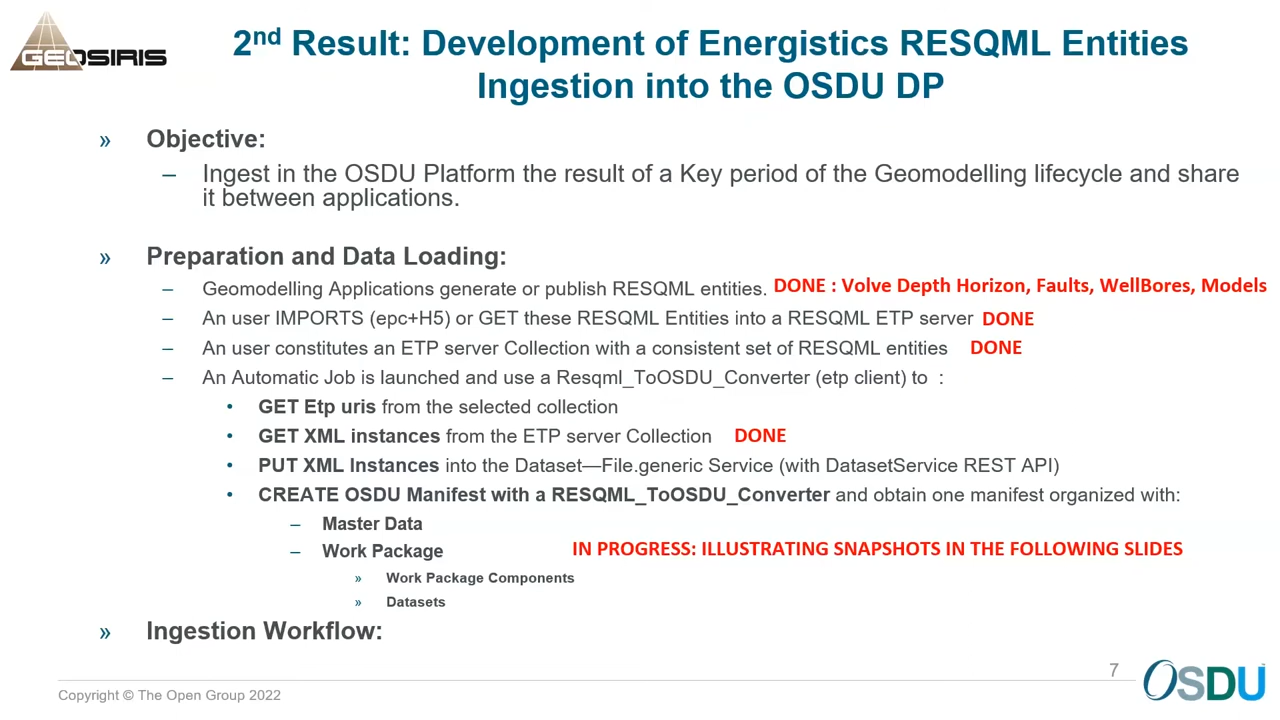 GEOSIRIS
2nd Result: Development of Energistics RESQML Entities
Ingestion into the OSDU DP
» Objective:
– Ingest in the OSDU Platform the result of a Key period of the Geomodelling lifecycle and share
it between applications.
» Preparation and Data Loading:
– Geomodelling Applications generate or publish RESQML entities. DONE : Volve Depth Horizon, Faults, WellBores, Models
– An user IMPORTS (epc+H5) or GET these RESQML Entities into a RESQML ETP server DONE
– An user constitutes an ETP server Collection with a consistent set of RESQML entities DONE
– An Automatic Job is launched and use a Resqml_ToOSDU_Converter (etp client) to :
• GET Etp uris from the selected collection
• GET XML instances from the ETP server Collection DONE
• PUT XML Instances into the Dataset—File.generic Service (with DatasetService REST API)
• CREATE OSDU Manifest with a RESQML_ToOSDU_Converter and obtain one manifest organized with:
– Master Data
– Work Package IN PROGRESS: ILLUSTRATING SNAPSHOTS IN THE FOLLOWING SLIDES
» Work Package Components
» Datasets
» Ingestion Workflow:
7
Copyright © The Open Group 2022
OSDU